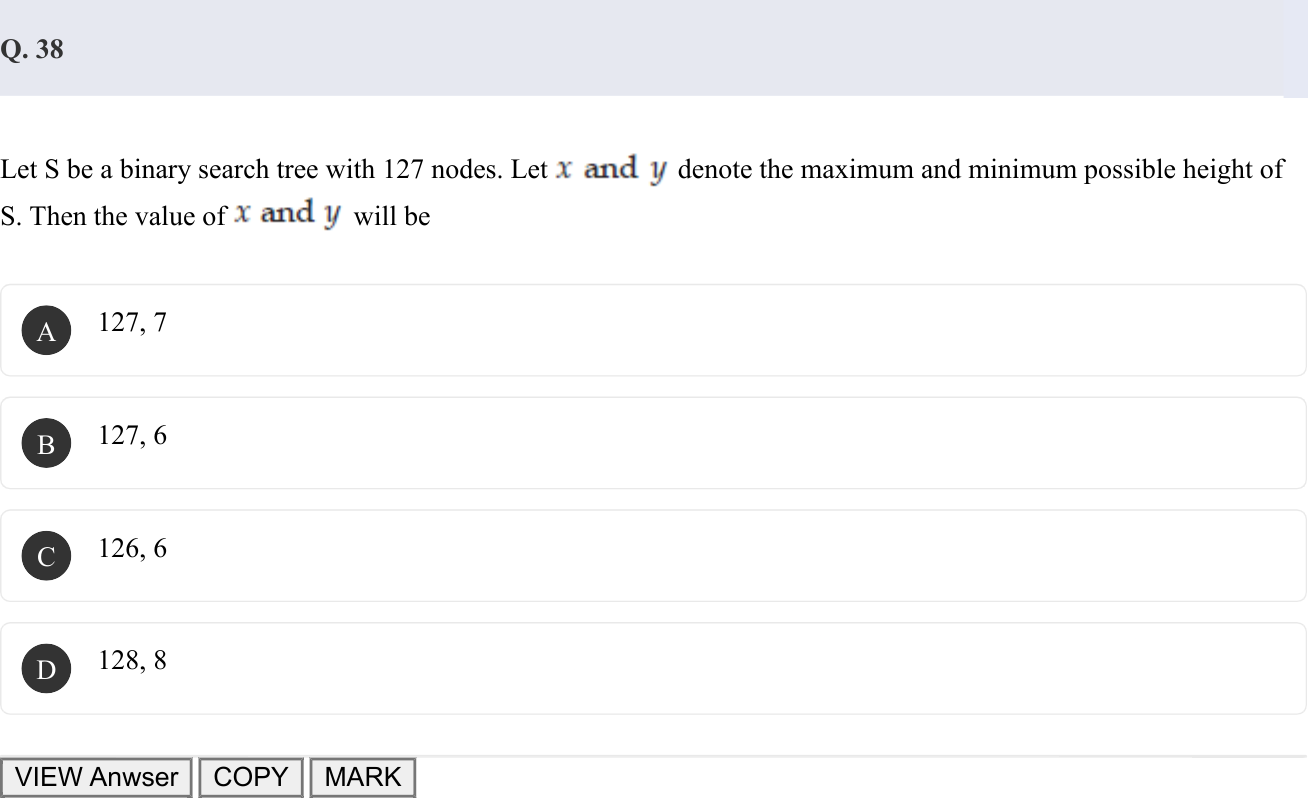 Q. 38
Let S be a binary search tree with 127 nodes. Let x and y denote the maximum and minimum possible height of
S. Then the value of x and y will be
A 127, 7
B 127, 6
C 126, 6
D 128, 8
VIEW Anwser COPY MARK